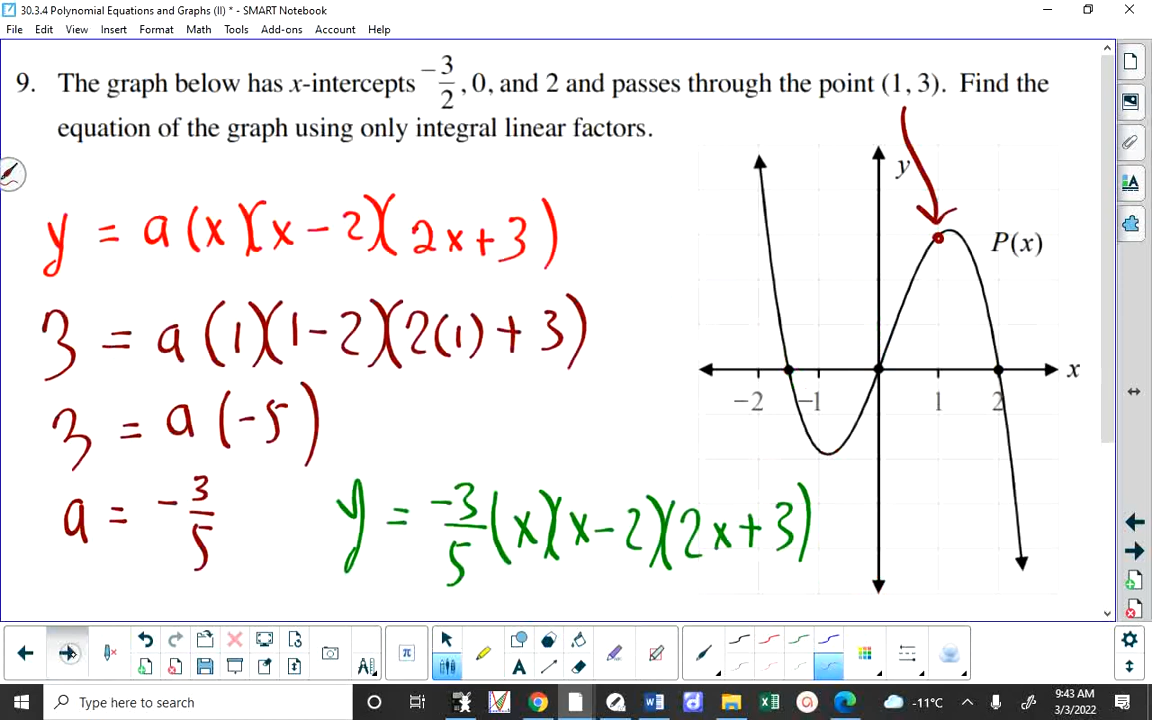 30.3.4 Polynomial Equations and Graphs (II) * - SMART Notebook
File Edit View Insert Format Math Tools Add-ons Account Help
9. The graph below has x-intercepts -3/2, 0, and 2 and passes through the point (1, 3). Find the
equation of the graph using only integral linear factors.
y = a(x)(x-2)(2x+3)
3 = a(1)(1-2)(2(1)+3)
3 = a(-5)
a = -3/5
y = -3/5(x)(x-2)(2x+3)
y
P(x)
x
-2 -1 1 2
π A
Type here to search
-11°C
9:43 AM
3/3/2022